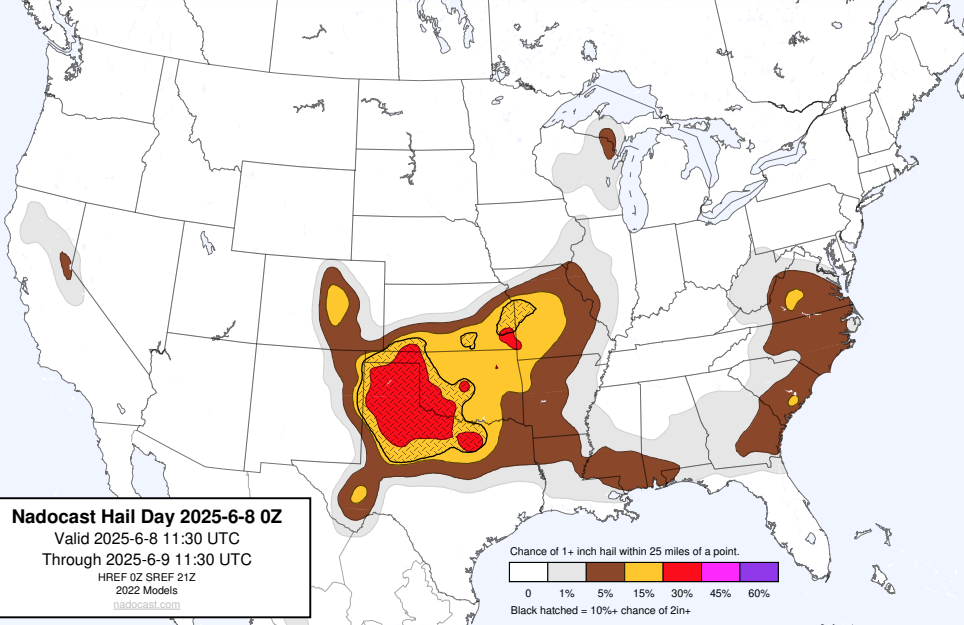 Nadocast Hail Day 2025-6-8 0Z
Valid 2025-6-8 11:30 UTC
Through 2025-6-9 11:30 UTC
HREF 0Z SREF 21Z
2022 Models
nadocast.com
Chance of 1+ inch hail within 25 miles of a point.
0 1% 5% 15% 30% 45% 60%
Black hatched = 10%+ chance of 2in+